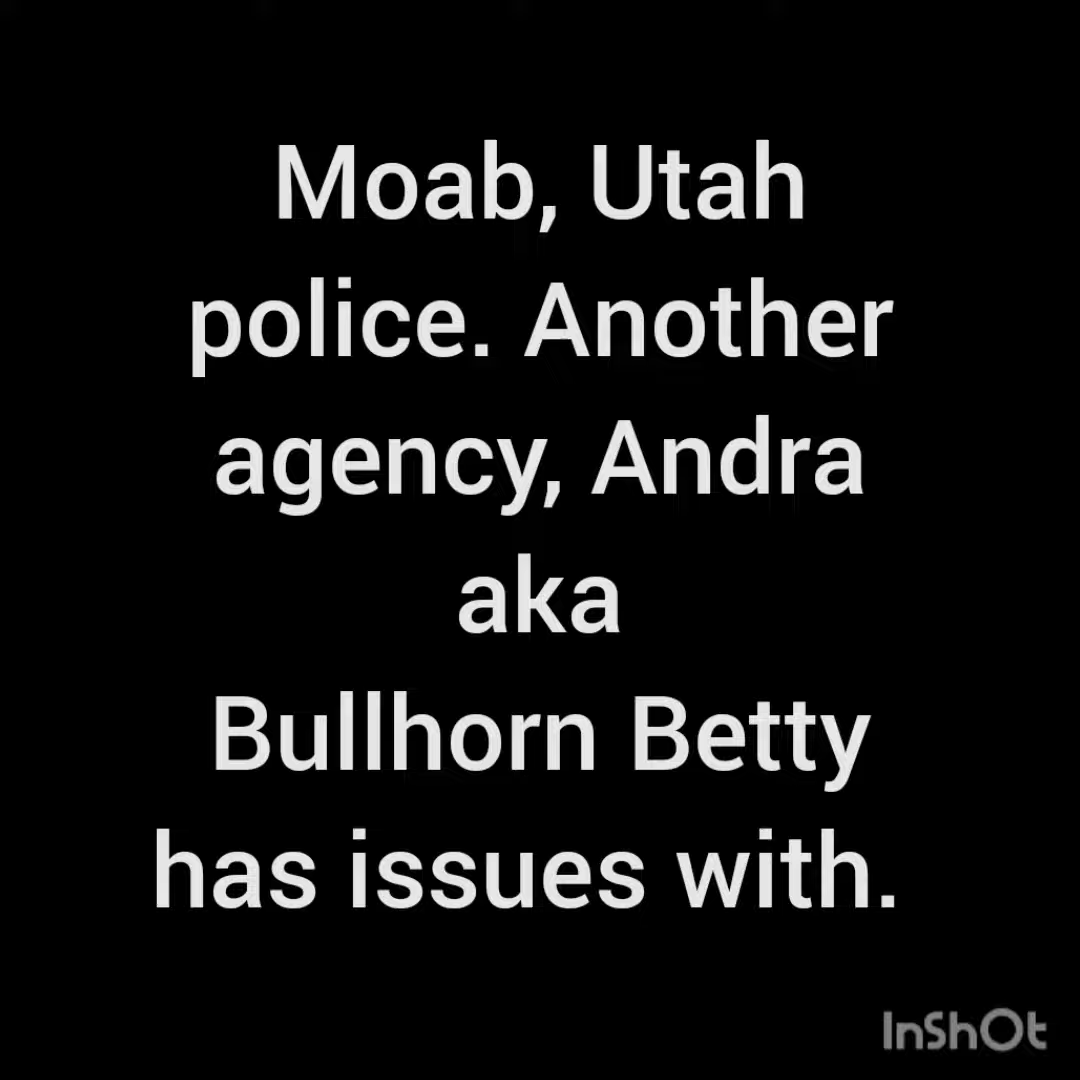 Moab, Utah
police. Another
agency, Andra
aka
Bullhorn Betty
has issues with.
InShOt